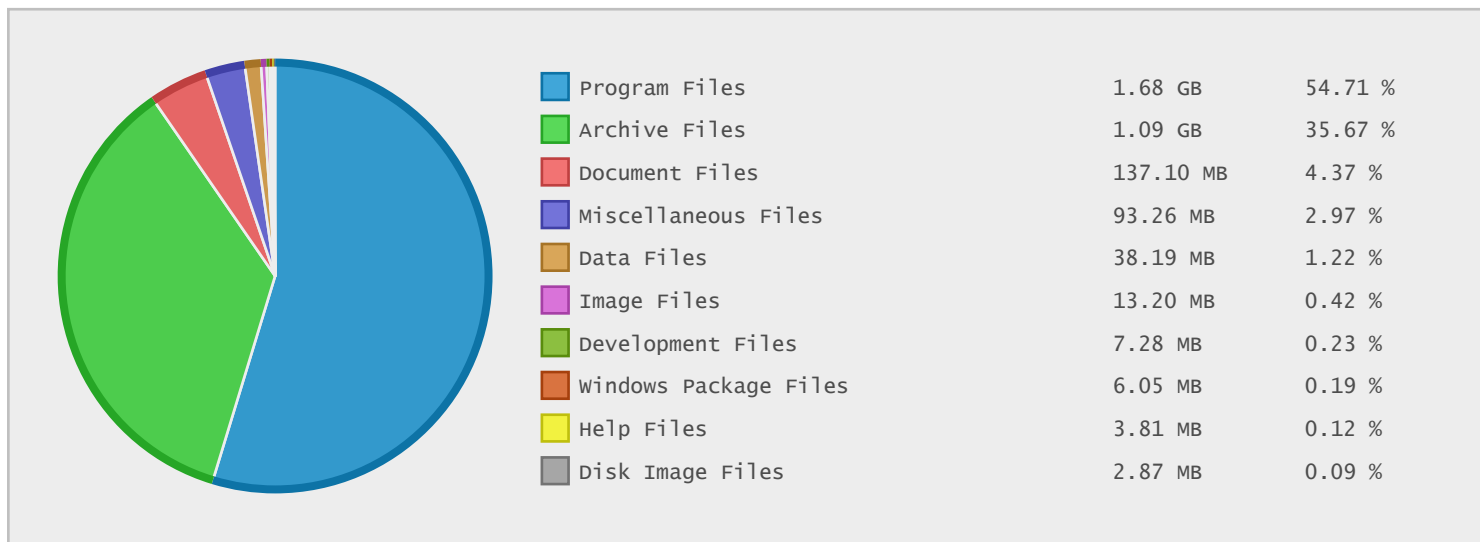 Program Files 1.68 GB 54.71 %
Archive Files 1.09 GB 35.67 %
Document Files 137.10 MB 4.37 %
Miscellaneous Files 93.26 MB 2.97 %
Data Files 38.19 MB 1.22 %
Image Files 13.20 MB 0.42 %
Development Files 7.28 MB 0.23 %
Windows Package Files 6.05 MB 0.19 %
Help Files 3.81 MB 0.12 %
Disk Image Files 2.87 MB 0.09 %